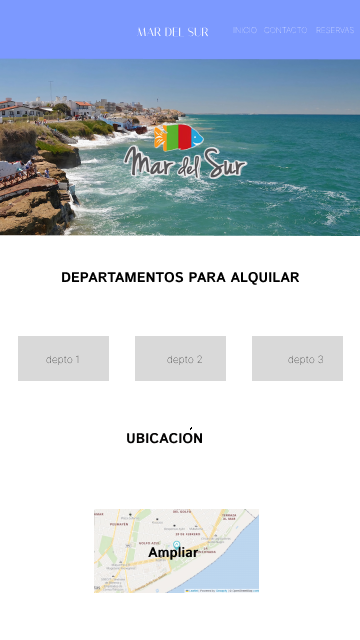 MAR DEL SUR
INICIO CONTACTO RESERVAS
Mar del Sur
DEPARTAMENTOS PARA ALQUILAR
depto 1 depto 2 depto 3
UBICACIÓN
Ampliar